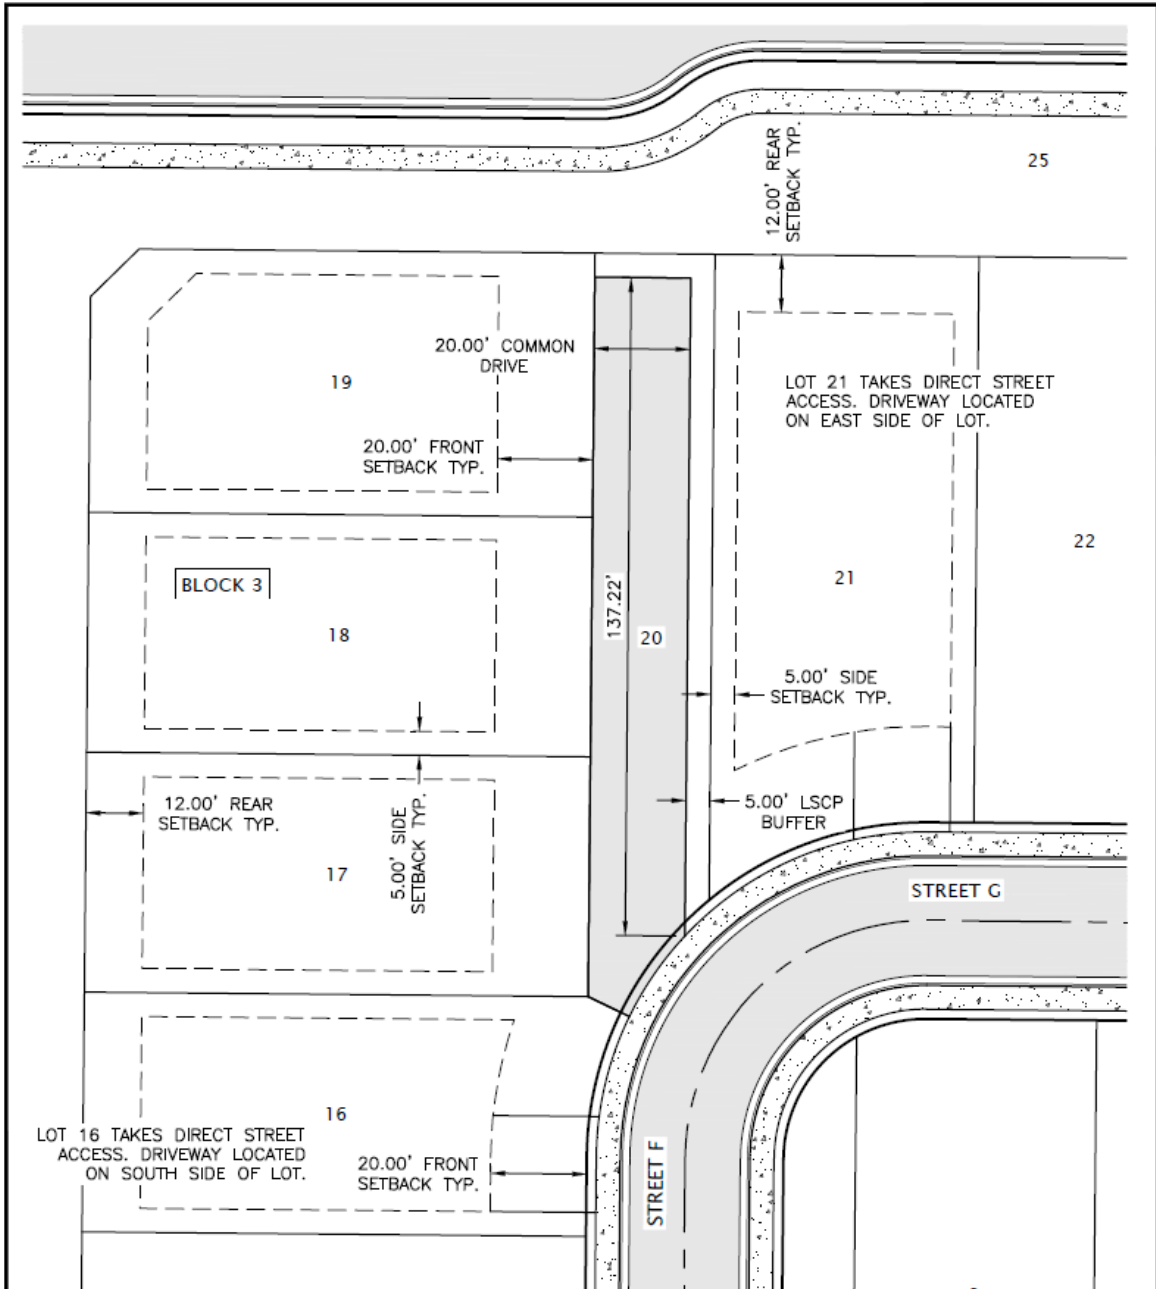 25
12.00' REAR
SETBACK TYP.
20.00' COMMON
DRIVE
19
LOT 21 TAKES DIRECT STREET
ACCESS. DRIVEWAY LOCATED
ON EAST SIDE OF LOT.
20.00' FRONT
SETBACK TYP.
22
BLOCK 3
21
18
137.22'
20
5.00' SIDE
SETBACK TYP.
12.00' REAR
SETBACK TYP.
5.00' SIDE
SETBACK TYP.
5.00' LSCP
BUFFER
17
STREET G
16
LOT 16 TAKES DIRECT STREET
ACCESS. DRIVEWAY LOCATED
ON SOUTH SIDE OF LOT.
20.00' FRONT
SETBACK TYP.
STREET F